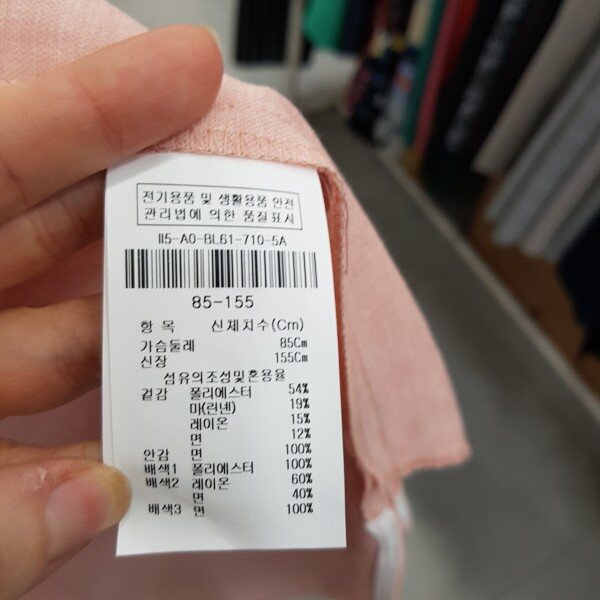 전기용품 및 생활용품 안전
관리법에 의한 품질표시
II5-A0-BL61-710-5A
85-155
항 목 신체치수(Cm)
가슴둘레 85Cm
신장 155Cm
섬유의조성및혼용율
겉감 폴리에스터 54%
마(린넨) 19%
레이온 15%
면 12%
안감 면 100%
배색1 폴리에스터 100%
배색2 레이온 60%
면 40%
배색3 면 100%